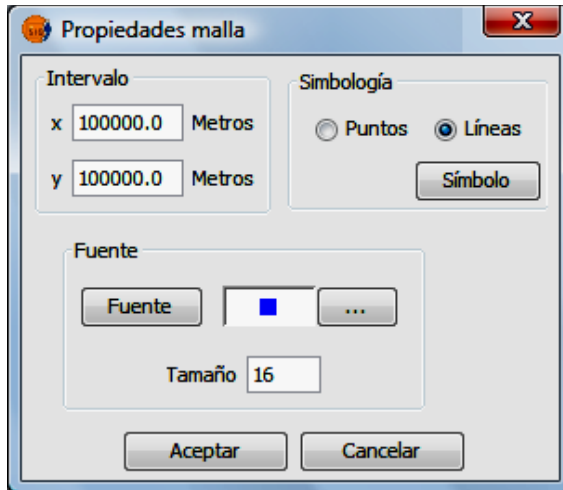 Propiedades malla
Intervalo
x 100000.0 Metros
y 100000.0 Metros
Simbología
Puntos Líneas
Símbolo
Fuente
Fuente ...
Tamaño 16
Aceptar Cancelar